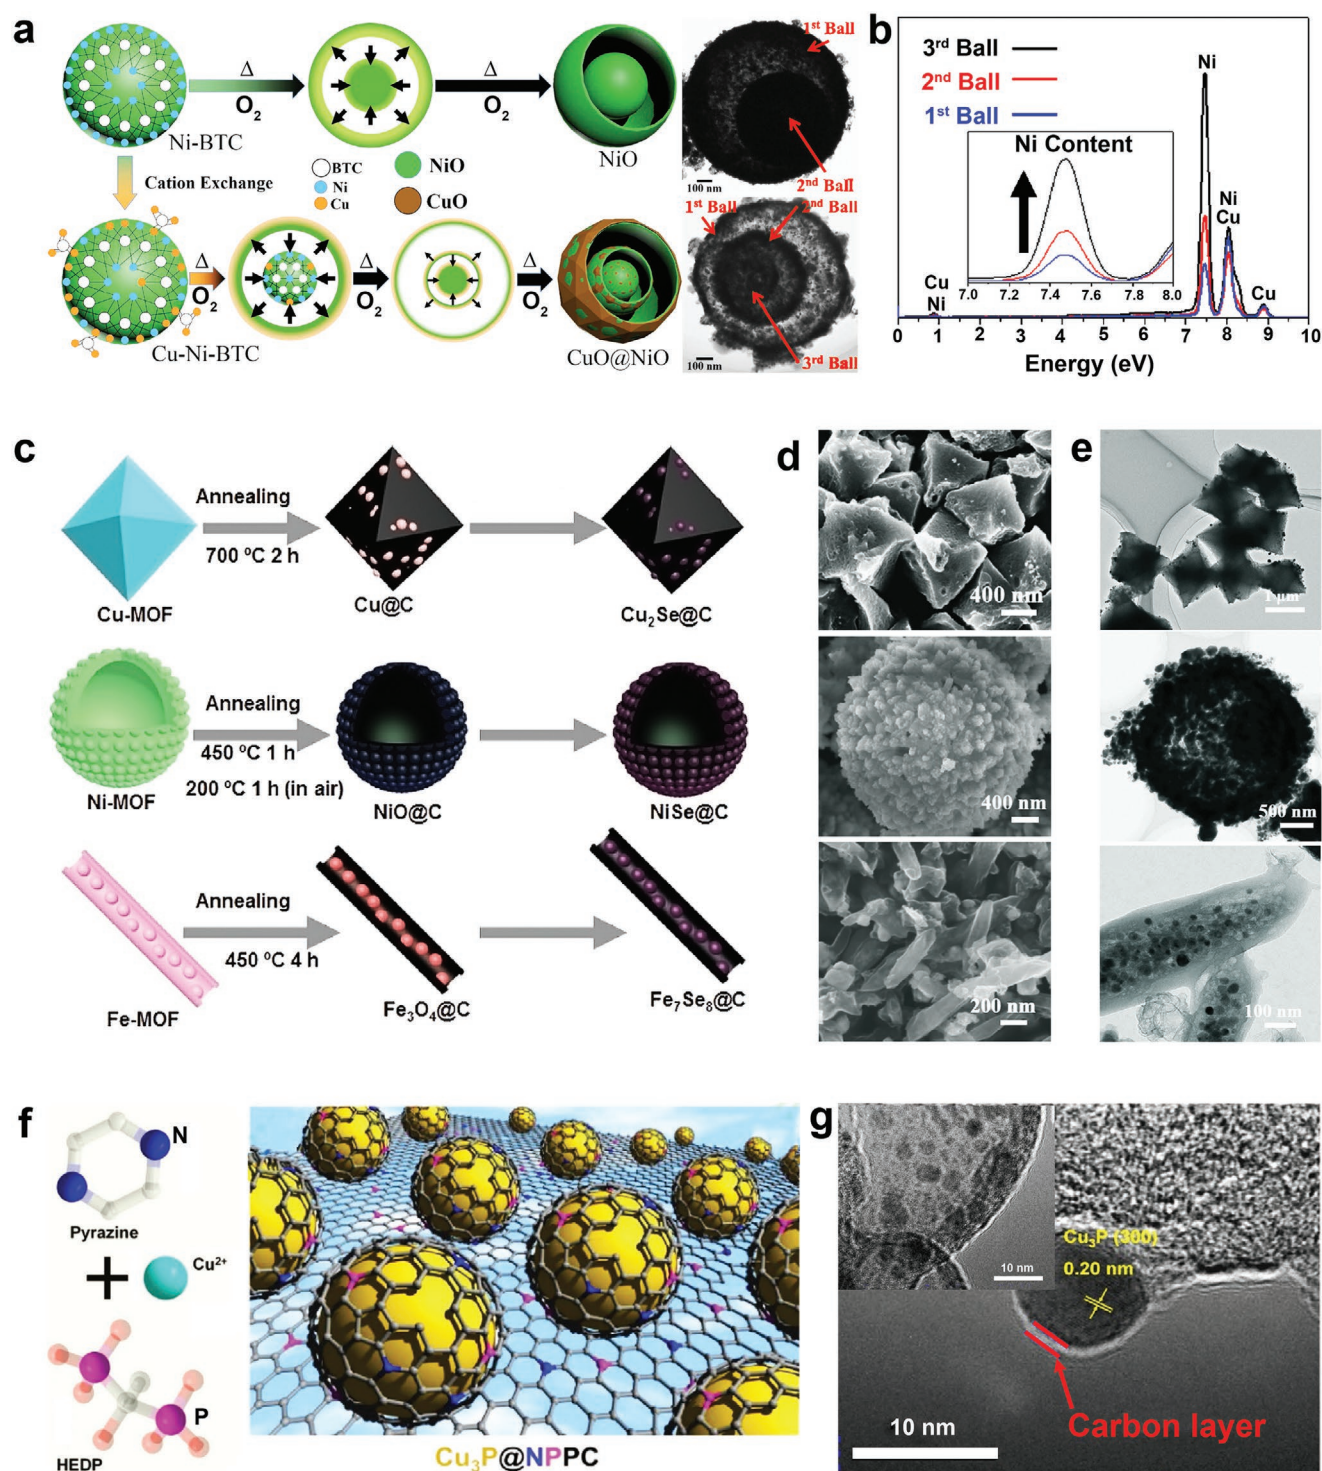 a
Ni-BTC
Δ
O₂
Δ
O₂
NiO
1ˢᵗ Ball
2ⁿᵈ Ball
100 nm
Cation Exchange
BTC
Ni
Cu
NiO
CuO
Cu-Ni-BTC
Δ
O₂
Δ
O₂
Δ
O₂
CuO@NiO
1ˢᵗ Ball
2ⁿᵈ Ball
3ʳᵈ Ball
100 nm
b
3ʳᵈ Ball
2ⁿᵈ Ball
1ˢᵗ Ball
Ni Content
7.0 7.2 7.4 7.6 7.8 8.0
Ni
Ni
Cu
Cu
Cu
Ni
0 1 2 3 4 5 6 7 8 9 10
Energy (eV)
c
Annealing
700 ºC 2 h
Cu-MOF
Cu@C
Cu₂Se@C
Annealing
450 ºC 1 h
200 ºC 1 h (in air)
Ni-MOF
NiO@C
NiSe@C
Annealing
450 ºC 4 h
Fe-MOF
Fe₃O₄@C
Fe₇Se₈@C
d
400 nm
400 nm
200 nm
e
1 µm
500 nm
100 nm
f
N
Pyrazine
+
Cu²⁺
P
HEDP
Cu₃P@NPPC
g
10 nm
Cu₃P (300)
0.20 nm
Carbon layer
10 nm